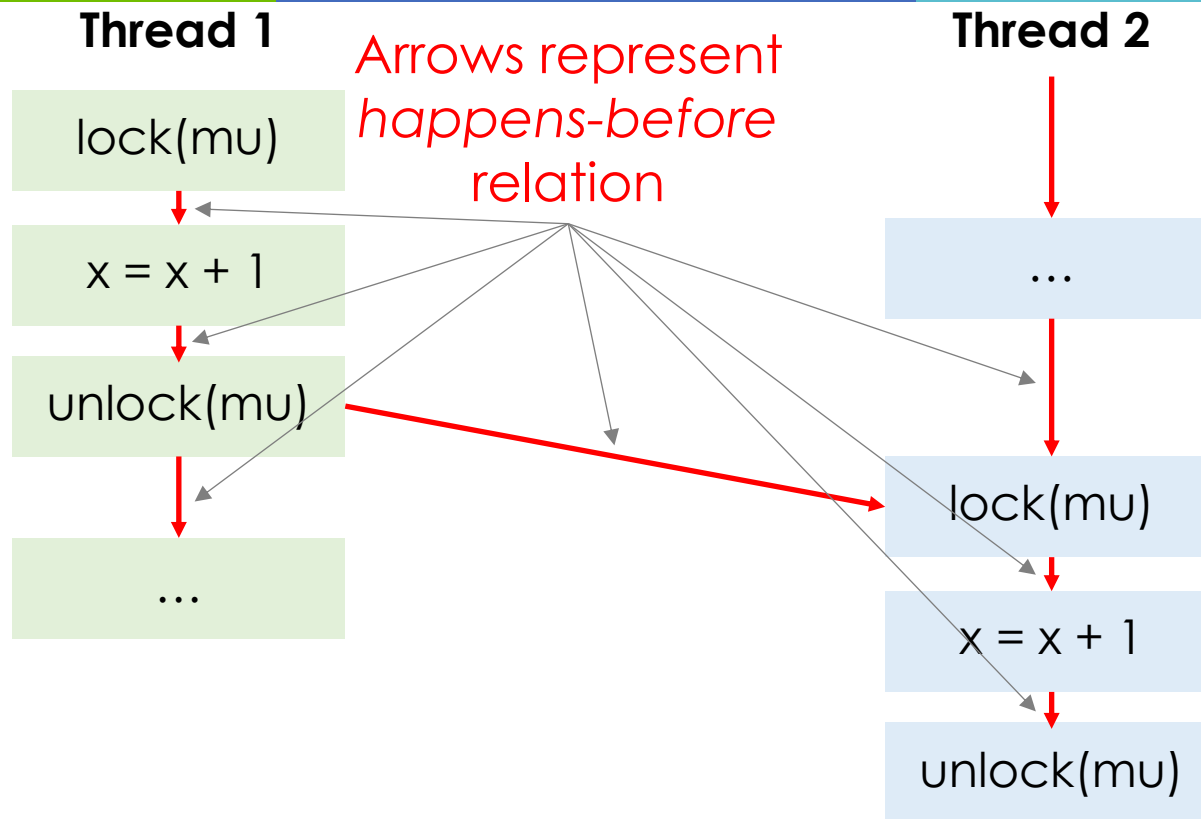 Thread 1
Arrows represent
happens-before
relation
Thread 2
lock(mu)
x = x + 1
unlock(mu)
...
...
lock(mu)
x = x + 1
unlock(mu)